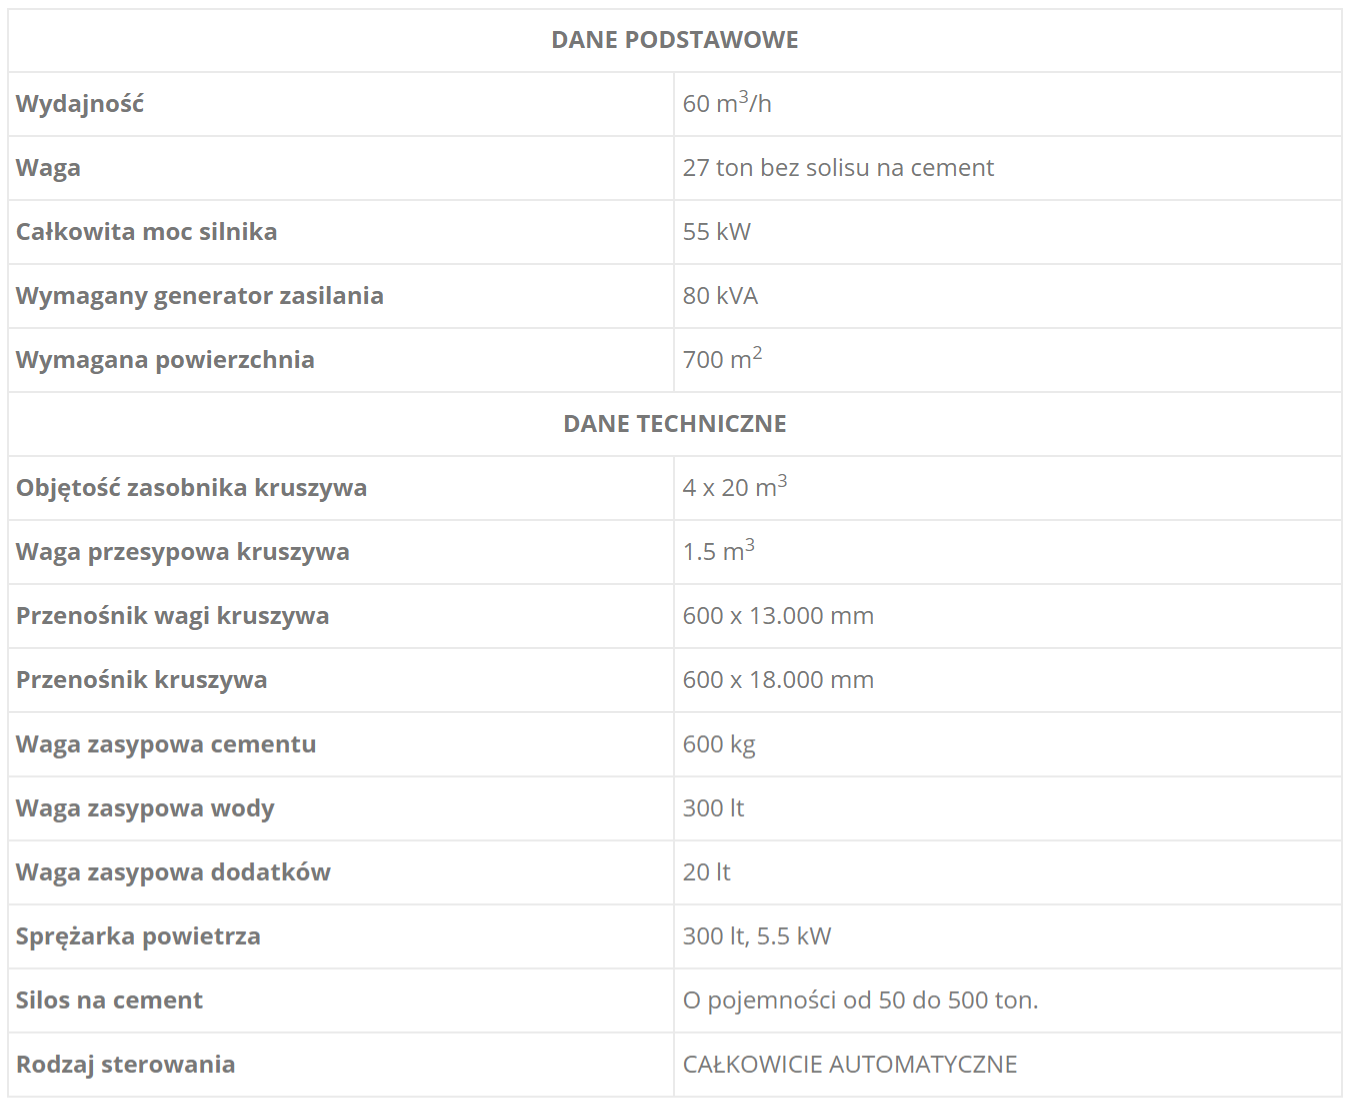 DANE PODSTAWOWE
Wydajność 60 m³/h
Waga 27 ton bez solisu na cement
Całkowita moc silnika 55 kW
Wymagany generator zasilania 80 kVA
Wymagana powierzchnia 700 m²
DANE TECHNICZNE
Objętość zasobnika kruszywa 4 x 20 m³
Waga przesypowa kruszywa 1.5 m³
Przenośnik wagi kruszywa 600 x 13.000 mm
Przenośnik kruszywa 600 x 18.000 mm
Waga zasypowa cementu 600 kg
Waga zasypowa wody 300 lt
Waga zasypowa dodatków 20 lt
Sprężarka powietrza 300 lt, 5.5 kW
Silos na cement O pojemności od 50 do 500 ton.
Rodzaj sterowania CAŁKOWICIE AUTOMATYCZNE